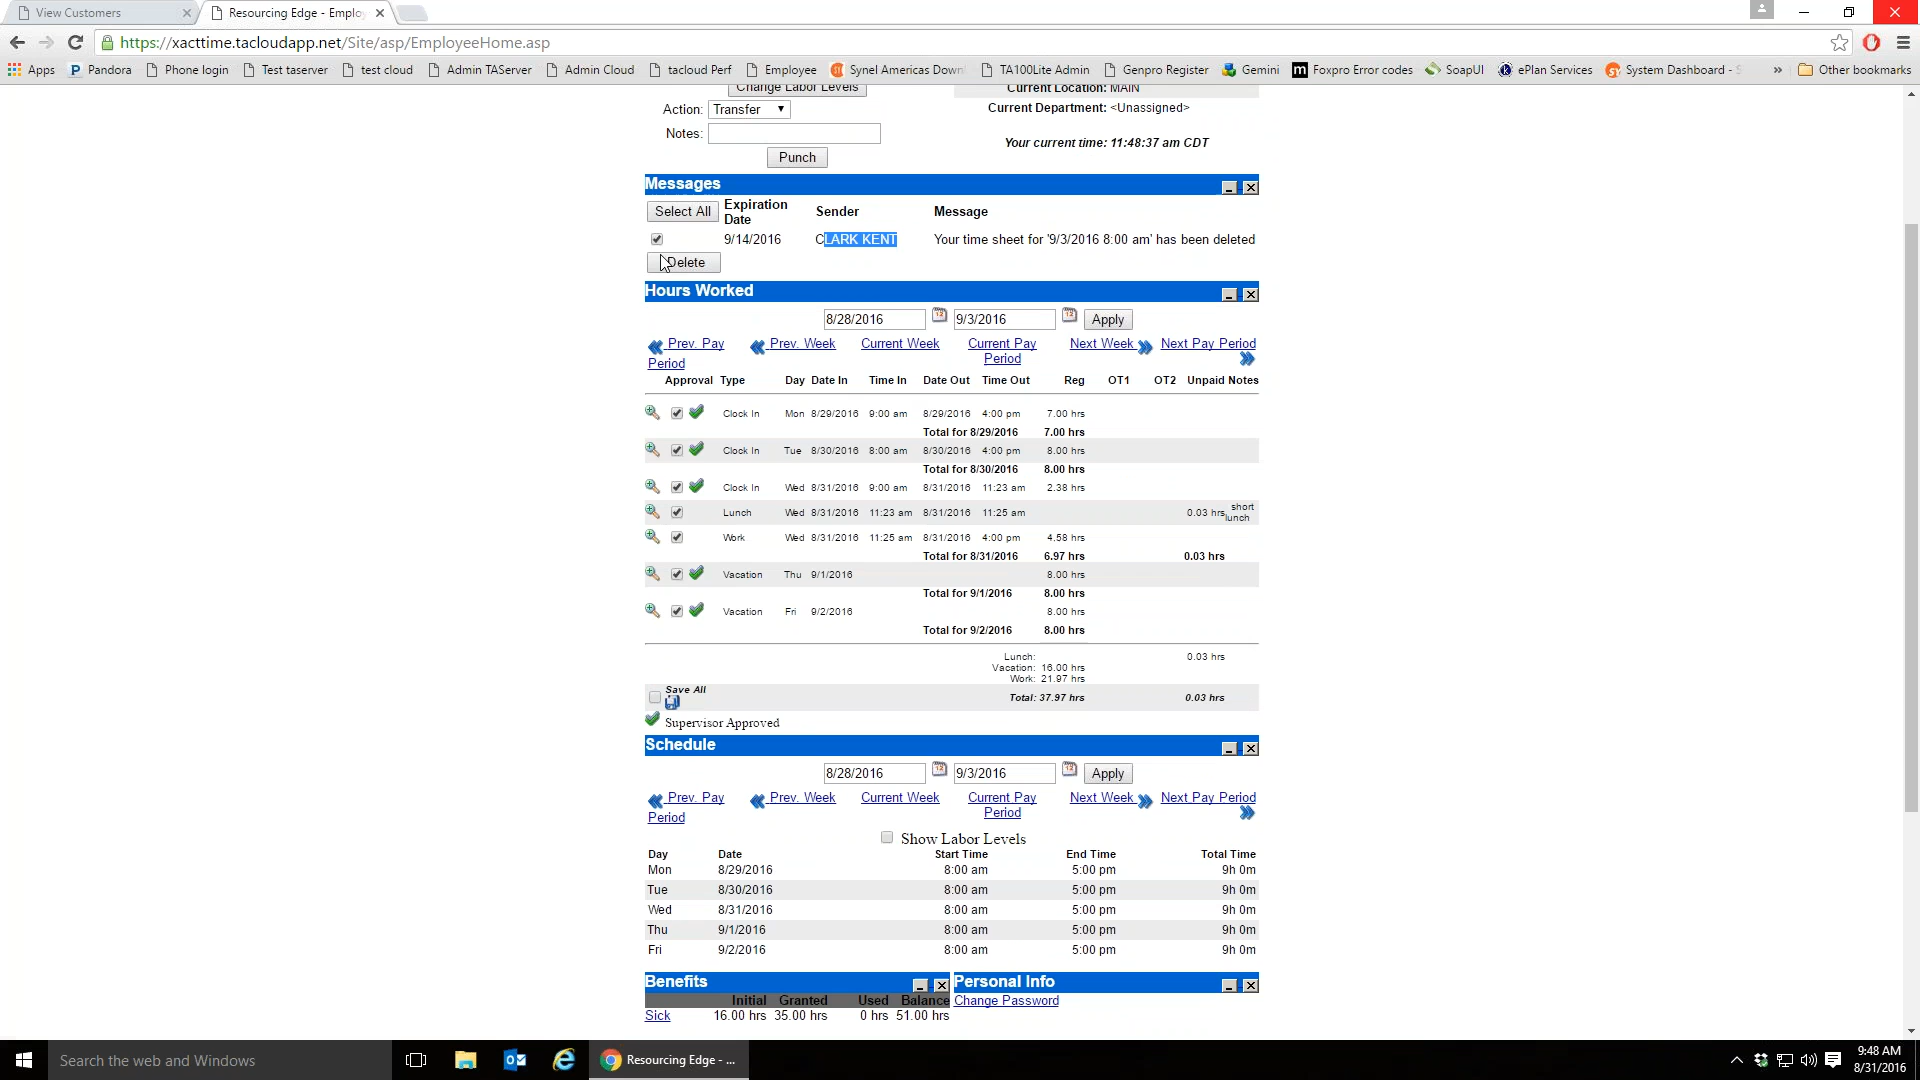 View Customers
Resourcing Edge - Emplo
https://xacttime.tacloudapp.net/Site/asp/EmployeeHome.asp
Apps Pandora Phone login Test taserver test cloud Admin TAServer Admin Cloud tacloud Perf Employee Synel Americas Down TA100Lite Admin Genpro Register Gemini Foxpro Error codes SoapUI ePlan Services System Dashboard - S » Other bookmarks
Change Labor Levels
Current Location: MAIN
Action: Transfer
Current Department: <Unassigned>
Notes:
Your current time: 11:48:37 am CDT
Punch
Messages
Select All Expiration Date Sender Message
9/14/2016 CLARK KENT Your time sheet for '9/3/2016 8:00 am' has been deleted
Delete
Hours Worked
8/28/2016 9/3/2016 Apply
Prev. Pay Period Prev. Week Current Week Current Pay Period Next Week Next Pay Period
Approval Type Day Date In Time In Date Out Time Out Reg OT1 OT2 Unpaid Notes
Clock In Mon 8/29/2016 9:00 am 8/29/2016 4:00 pm 7.00 hrs
Total for 8/29/2016 7.00 hrs
Clock In Tue 8/30/2016 8:00 am 8/30/2016 4:00 pm 8.00 hrs
Total for 8/30/2016 8.00 hrs
Clock In Wed 8/31/2016 9:00 am 8/31/2016 11:23 am 2.38 hrs
Lunch Wed 8/31/2016 11:23 am 8/31/2016 11:25 am 0.03 hrs short lunch
Work Wed 8/31/2016 11:25 am 8/31/2016 4:00 pm 4.58 hrs
Total for 8/31/2016 6.97 hrs 0.03 hrs
Vacation Thu 9/1/2016 8.00 hrs
Total for 9/1/2016 8.00 hrs
Vacation Fri 9/2/2016 8.00 hrs
Total for 9/2/2016 8.00 hrs
Lunch: 0.03 hrs
Vacation: 16.00 hrs
Work: 21.97 hrs
Save All
Total: 37.97 hrs 0.03 hrs
Supervisor Approved
Schedule
8/28/2016 9/3/2016 Apply
Prev. Pay Period Prev. Week Current Week Current Pay Period Next Week Next Pay Period
Show Labor Levels
Day Date Start Time End Time Total Time
Mon 8/29/2016 8:00 am 5:00 pm 9h 0m
Tue 8/30/2016 8:00 am 5:00 pm 9h 0m
Wed 8/31/2016 8:00 am 5:00 pm 9h 0m
Thu 9/1/2016 8:00 am 5:00 pm 9h 0m
Fri 9/2/2016 8:00 am 5:00 pm 9h 0m
Benefits
Personal Info
Initial Granted Used Balance
Change Password
Sick 16.00 hrs 35.00 hrs 0 hrs 51.00 hrs
Search the web and Windows
Resourcing Edge - ...
9:48 AM
8/31/2016